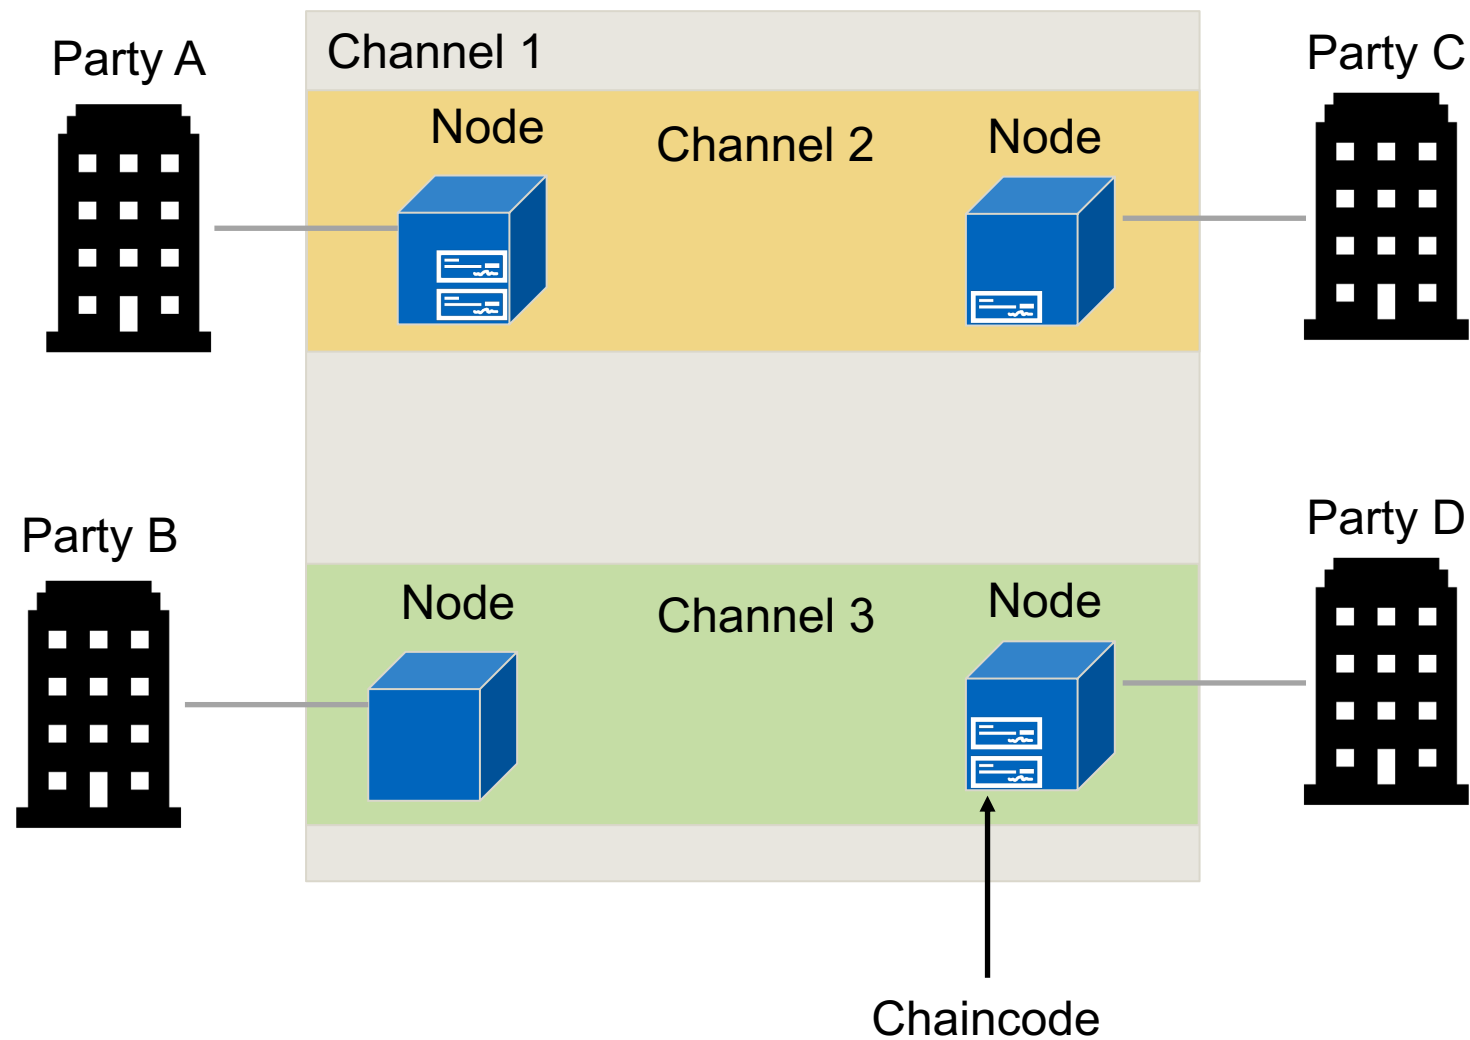 Party A
Channel 1
Party C
Node
Channel 2
Node
Party B
Party D
Node
Channel 3
Node
Chaincode